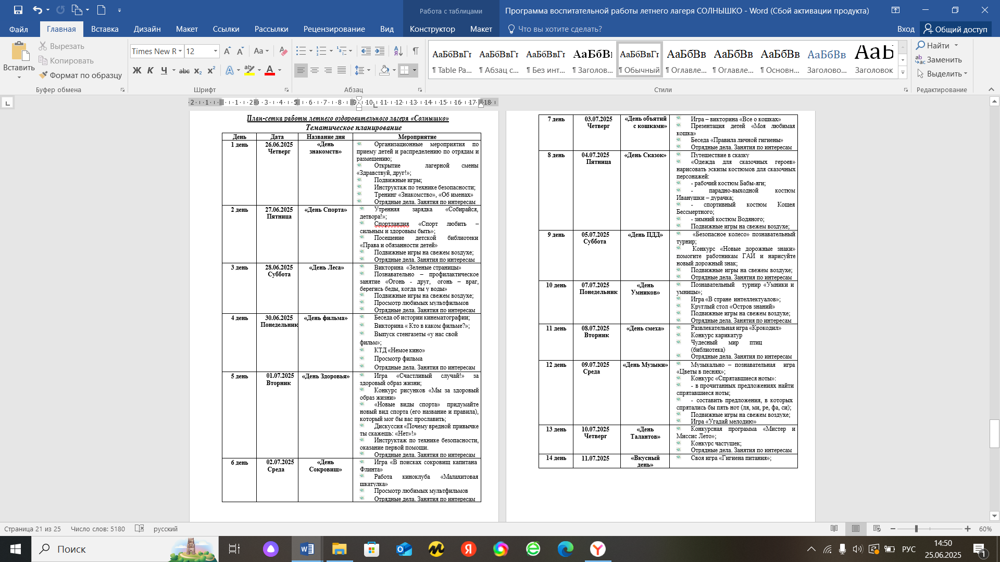 Работа с таблицами
Программа воспитательной работы летнего лагеря СОЛНЫШКО - Word (Сбой активации продукта)
Файл
Главная
Вставка
Дизайн
Макет
Ссылки
Рассылки
Рецензирование
Вид
Конструктор
Макет
Что вы хотите сделать?
Вход
Общий доступ
Вставить
Вырезать
Копировать
Формат по образцу
Буфер обмена
Times New R
12
Шрифт
Абзац
АаБбВвГг
¶ Table Pa...
АаБбВвГг
¶ Абзац с...
АаБбВвГг
¶ Без инт...
АаБбВ
¶ Заголов...
АаБбВвГг
¶ Обычный
АаБбВв
¶ Оглавле...
АаБбВв
¶ Оглавле...
АаБбВв
¶ Основн...
АаБбВв
Заголово...
АаБ
Заголовок
Стили
Найти
Заменить
Выделить
Редактирование
План-сетка работы летнего оздоровительного лагеря «Солнышко»
Тематическое планирование
День
Дата
Название дня
Мероприятие
1 день
26.06.2025
Четверг
«День
знакомств»
Организационные мероприятия по
приему детей и распределению по отрядам и
размещению;
Открытие лагерной смены
«Здравствуй, друг!»;
Подвижные игры;
Инструктаж по технике безопасности;
Тренинг «Знакомство», «Об именах»
Отрядные дела. Занятия по интересам
2 день
27.06.2025
Пятница
«День Спорта»
Утренняя зарядка «Собирайся,
детвора!»;
Спортландия «Спорт любить –
сильным и здоровым быть»;
Посещение детской библиотеки
«Права и обязанности детей»
Подвижные игры на свежем воздухе;
Отрядные дела. Занятия по интересам
3 день
28.06.2025
Суббота
«День Леса»
Викторина «Зеленые страницы»
Познавательно – профилактическое
занятие «Огонь - друг, огонь – враг,
берегись беды, когда ты у воды»
Подвижные игры на свежем воздухе;
Просмотр любимых мультфильмов
Отрядные дела. Занятия по интересам
4 день
30.06.2025
Понедельник
«День фильма»
Беседа об истории кинематографии;
Викторина « Кто в каком фильме?»;
Выпуск стенгазеты «у нас свой
фильм»;
КТД «Немое кино»
Просмотр фильма
Отрядные дела. Занятия по интересам
5 день
01.07.2025
Вторник
«День Здоровья»
Игра «Счастливый случай!» за
здоровый образ жизни;
Конкурс рисунков «Мы за здоровый
образ жизни»
«Новые виды спорта» придумайте
новый вид спорта (его название и правила),
который мог бы вас прославить;
Дискуссия «Почему вредной привычке
ты скажешь: «Нет»!»
Инструктаж по технике безопасности,
оказание первой помощи.
Отрядные дела. Занятия по интересам
6 день
02.07.2025
Среда
«День
Сокровищ»
Игра «В поисках сокровищ капитана
Флинта»
Работа киноклуба «Малахитовая
шкатулка»
Просмотр любимых мультфильмов
Отрядные дела. Занятия по интересам
7 день
03.07.2025
Четверг
«День объятий
с кошками»
Игра – викторина «Все о кошках»
Презентация детей «Моя любимая
кошка»
Беседа «Правила личной гигиены»
Отрядные дела. Занятия по интересам
8 день
04.07.2025
Пятница
«День Сказок»
Путешествие в сказку
«Одежда для сказочных героев»
нарисовать эскизы костюмов для сказочных
персонажей:
- рабочий костюм Бабы-яги;
- парадно-выходной костюм
Иванушки – дурачка;
- спортивный костюм Кощея
Бессмертного;
- зимний костюм Водяного;
Подвижные игры на свежем воздухе;
9 день
05.07.2025
Суббота
«День ПДД»
«Безопасное колесо» познавательный
турнир;
Конкурс «Новые дорожные знаки»
помогите работникам ГАИ и нарисуйте
новый дорожный знак;
Подвижные игры на свежем воздухе;
Отрядные дела. Занятия по интересам
10 день
07.07.2025
Понедельник
«День
Умников»
Познавательный турнир «Умники и
умницы»;
Игра «В стране интеллектуалов»;
Круглый стол «Остров знаний»
Подвижные игры на свежем воздухе;
Отрядные дела. Занятия по интересам
11 день
08.07.2025
Вторник
«День смеха»
Развлекательная игра «Крокодил»
Конкурс карикатур
Чудесный мир птиц
(библиотека)
Отрядные дела. Занятия по интересам
12 день
09.07.2025
Среда
«День Музыки»
Музыкально – познавательная игра
«Цветы в песнях»;
Конкурс «Спрятавшиеся ноты»:
- в прочитанных предложениях найти
спрятавшиеся ноты;
- составить предложения, в которых
спрятались бы пять нот (ля, ми, ре, фа, си);
Подвижные игры на свежем воздухе;
Игра «Угадай мелодию»
13 день
10.07.2025
Четверг
«День
Талантов»
Конкурсная программа «Мистер и
Миссис Лето»;
Конкурс частушек;
Отрядные дела. Занятия по интересам
14 день
11.07.2025
«Вкусный
день»
Своя игра «Гигиена питания»;
Страница 21 из 25
Число слов: 5180
русский
60%
Поиск
РУС
14:50
25.06.2025
1